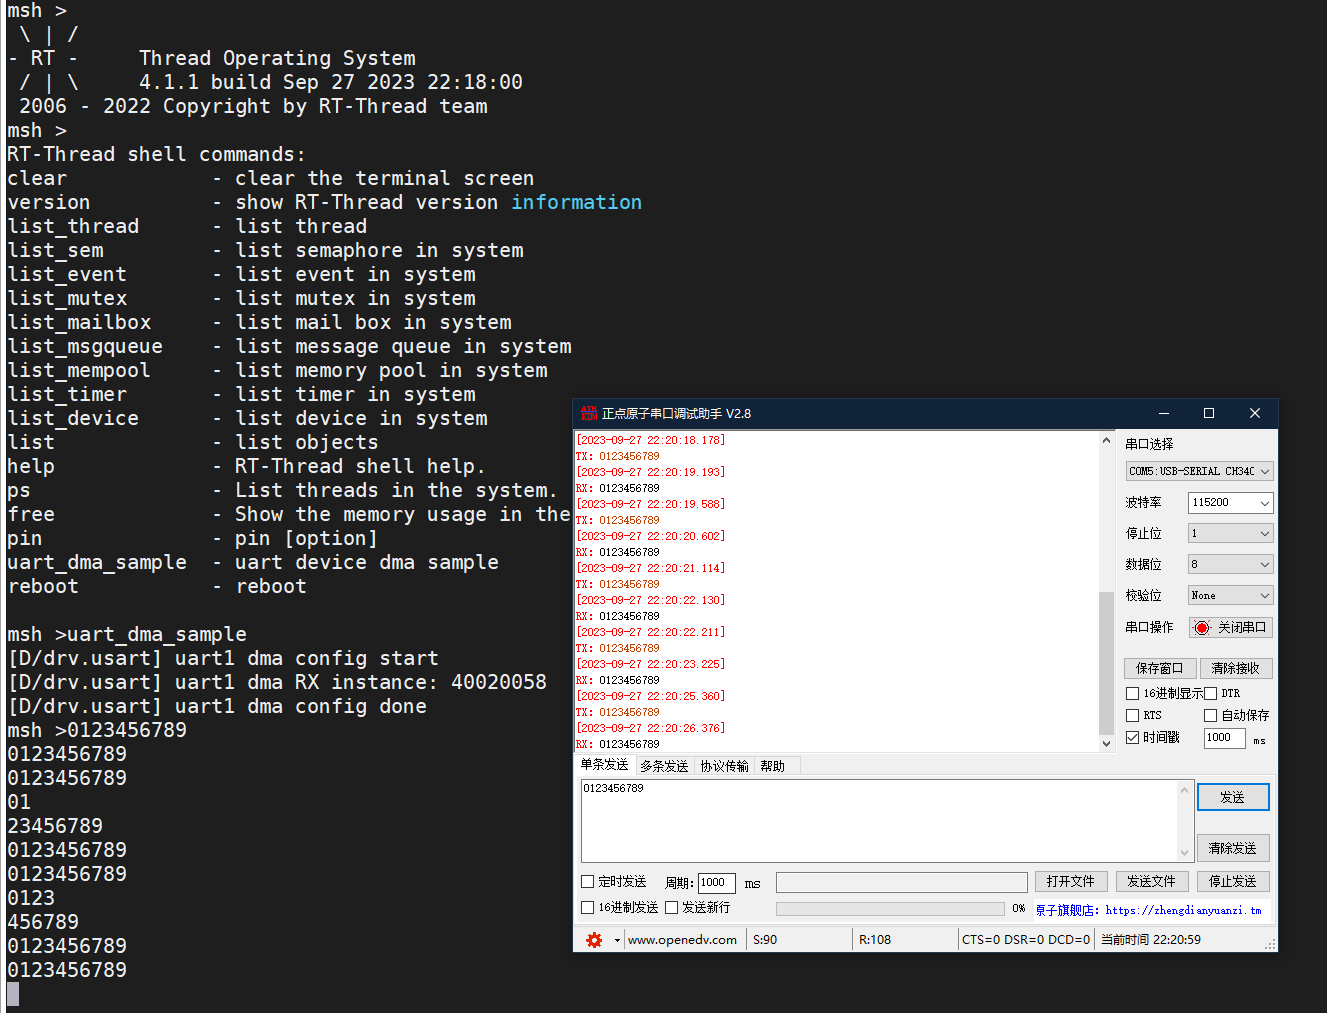 msh >
 \ | /
- RT -     Thread Operating System
 / | \     4.1.1 build Sep 27 2023 22:18:00
 2006 - 2022 Copyright by RT-Thread team
msh >
RT-Thread shell commands:
clear            - clear the terminal screen
version          - show RT-Thread version information
list_thread      - list thread
list_sem         - list semaphore in system
list_event       - list event in system
list_mutex       - list mutex in system
list_mailbox     - list mail box in system
list_msgqueue    - list message queue in system
list_mempool     - list memory pool in system
list_timer       - list timer in system
list_device      - list device in system
list             - list objects
help             - RT-Thread shell help.
ps               - List threads in the system.
free             - Show the memory usage in the
pin              - pin [option]
uart_dma_sample  - uart device dma sample
reboot           - reboot
msh >uart_dma_sample
[D/drv.usart] uart1 dma config start
[D/drv.usart] uart1 dma RX instance: 40020058
[D/drv.usart] uart1 dma config done
msh >0123456789
0123456789
0123456789
01
23456789
0123456789
0123456789
0123
456789
0123456789
0123456789
正点原子串口调试助手 V2.8
[2023-09-27 22:20:18.178]
TX: 0123456789
[2023-09-27 22:20:19.193]
RX: 0123456789
[2023-09-27 22:20:19.588]
TX: 0123456789
[2023-09-27 22:20:20.602]
RX: 0123456789
[2023-09-27 22:20:21.114]
TX: 0123456789
[2023-09-27 22:20:22.130]
RX: 0123456789
[2023-09-27 22:20:22.211]
TX: 0123456789
[2023-09-27 22:20:23.225]
RX: 0123456789
[2023-09-27 22:20:25.360]
TX: 0123456789
[2023-09-27 22:20:26.376]
RX: 0123456789
串口选择
COM5:USB-SERIAL CH340
波特率 115200
停止位 1
数据位 8
校验位 None
串口操作 关闭串口
保存窗口 清除接收
16进制显示 DTR
RTS 自动保存
时间戳 1000 ms
单条发送 多条发送 协议传输 帮助
0123456789
发送
清除发送
定时发送 周期: 1000 ms 打开文件 发送文件 停止发送
16进制发送 发送新行 0% 原子旗舰店: https://zhengdianyuanzi.tm
www.openedv.com S:90 R:108 CTS=0 DSR=0 DCD=0 当前时间 22:20:59